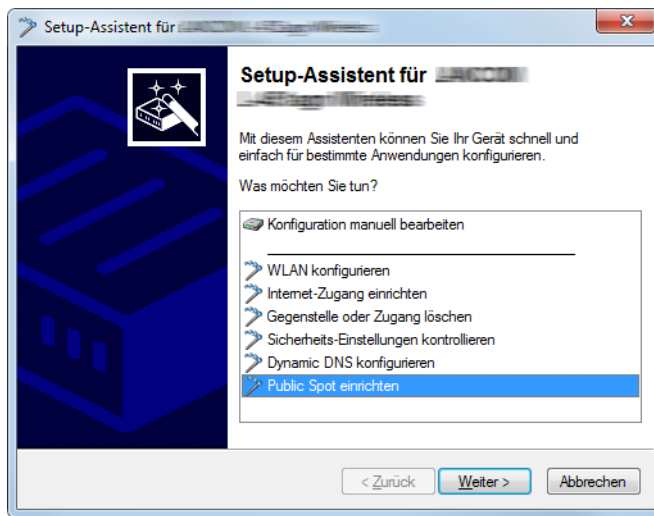 Setup-Assistent für
Setup-Assistent für
Mit diesem Assistenten können Sie Ihr Gerät schnell und
einfach für bestimmte Anwendungen konfigurieren.
Was möchten Sie tun?
Konfiguration manuell bearbeiten
WLAN konfigurieren
Internet-Zugang einrichten
Gegenstelle oder Zugang löschen
Sicherheits-Einstellungen kontrollieren
Dynamic DNS konfigurieren
Public Spot einrichten
< Zurück Weiter > Abbrechen